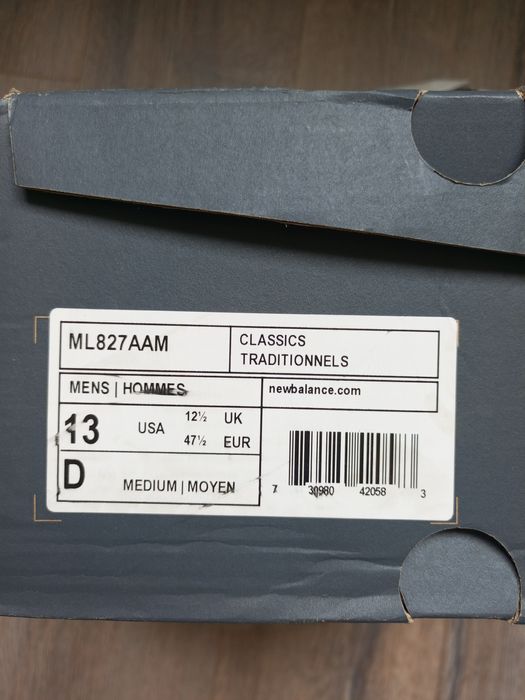 ML827AAM
CLASSICS
TRADITIONNELS
MENS | HOMMES
newbalance.com
13 USA 12½ UK
47½ EUR
D MEDIUM | MOYEN
7 30980 42058 3